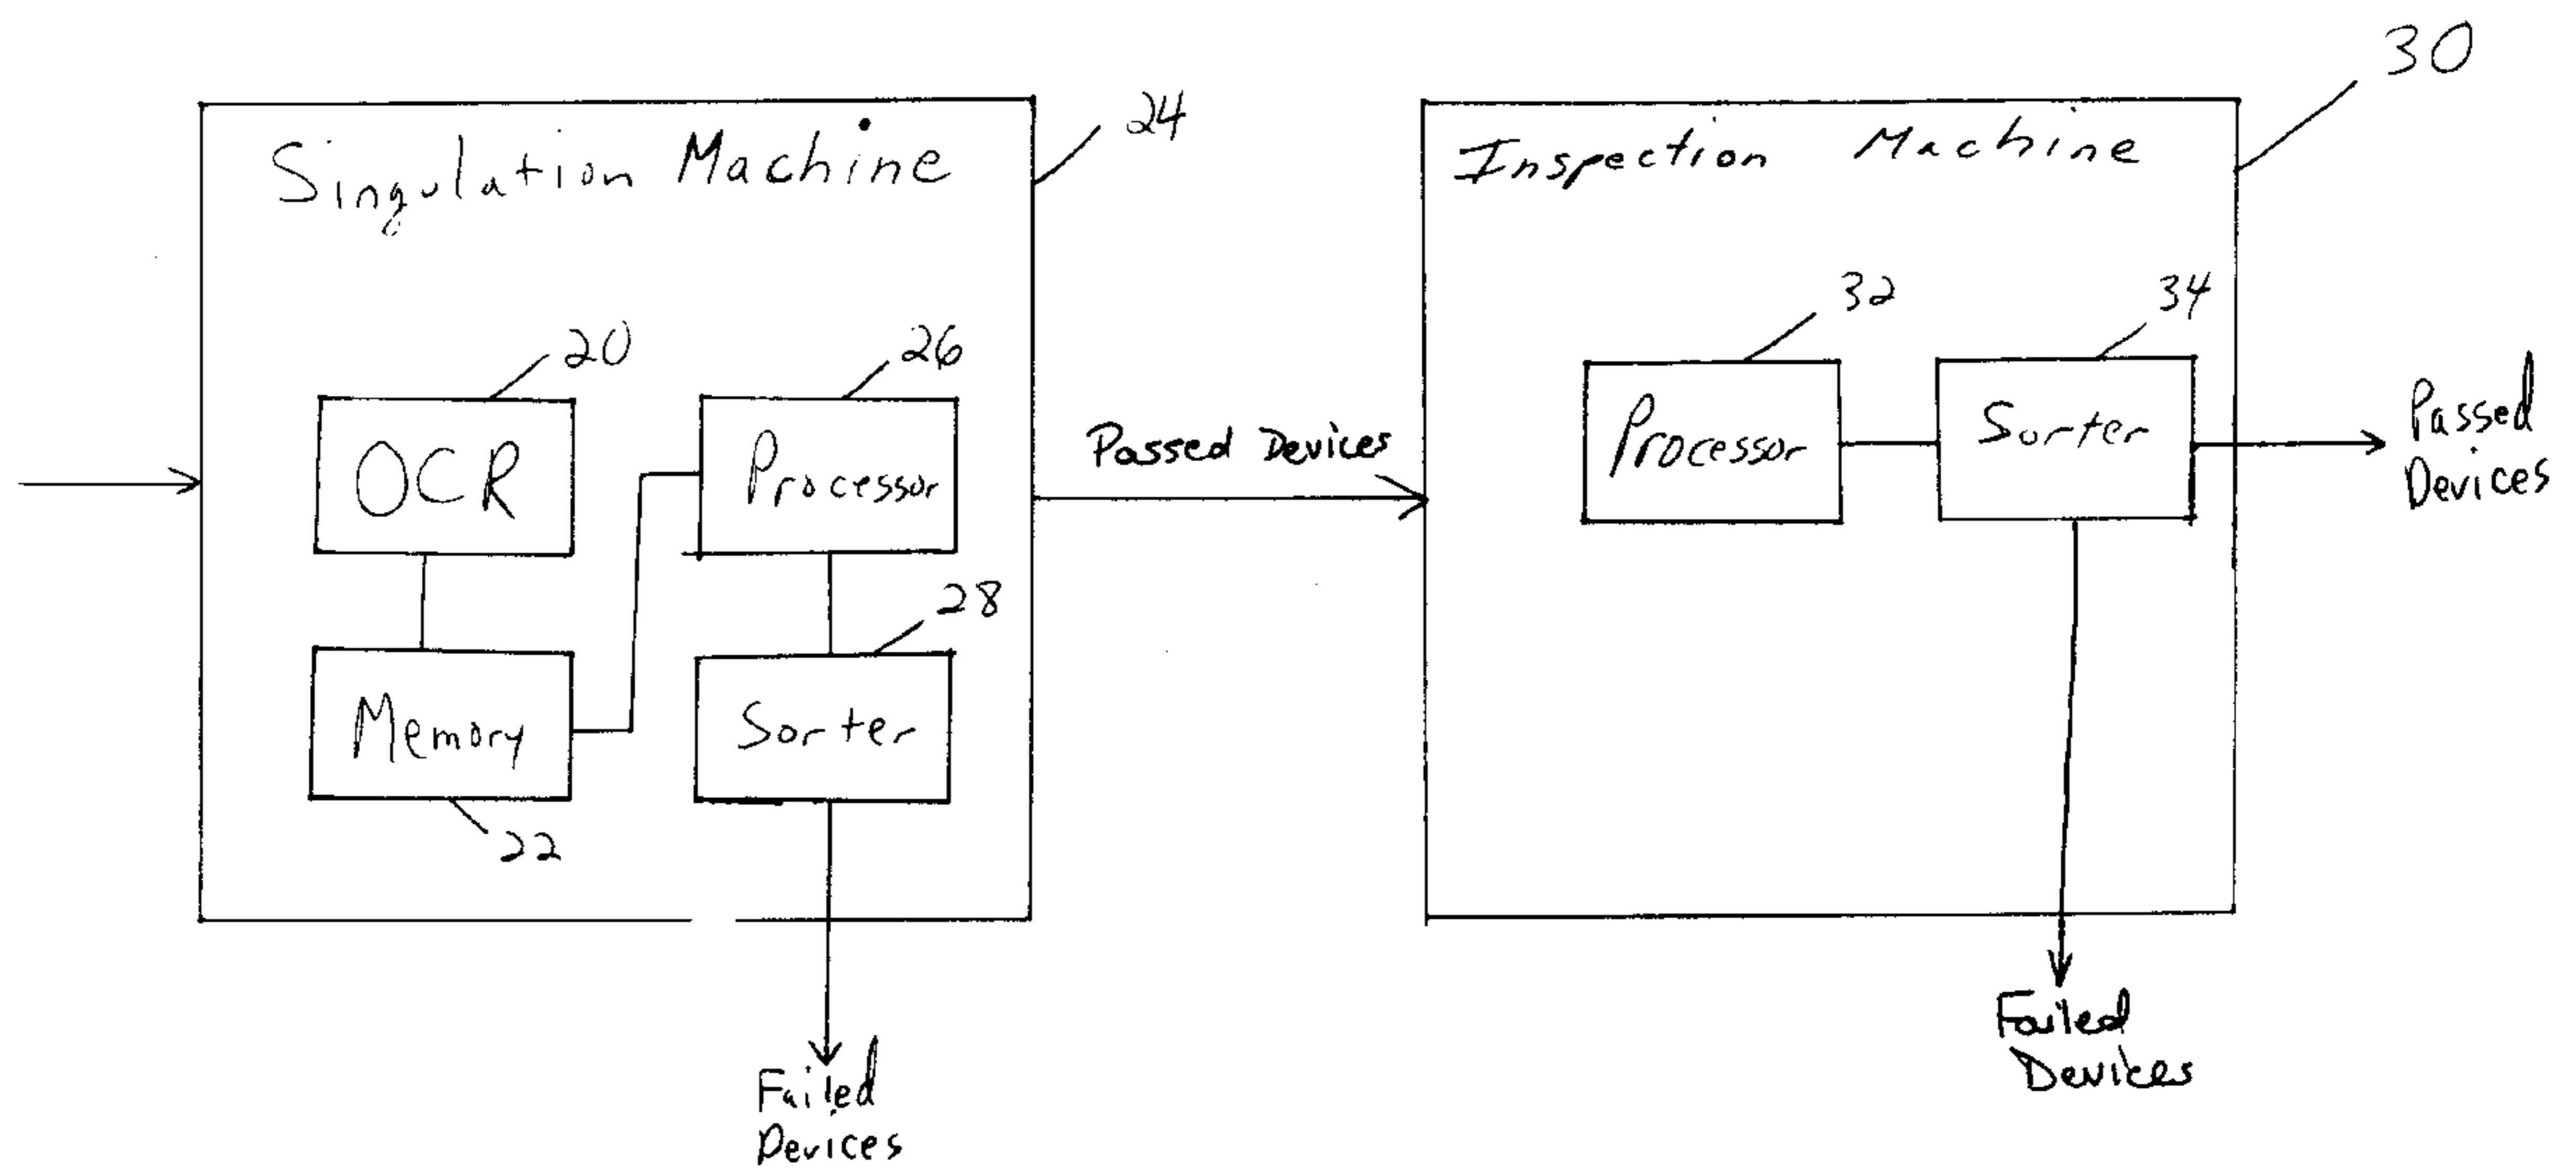 30
24
Singulation Machine
Inspection Machine
32
34
20
26
OCR
Processor
Passed Devices
Processor
Sorter
Passed
Devices
28
Memory
Sorter
22
Failed
Devices
Failed
Devices